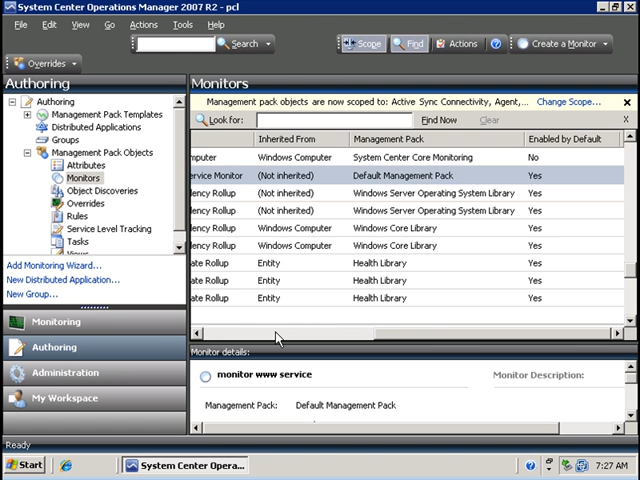 System Center Operations Manager 2007 R2 - pcl
File Edit View Go Actions Tools Help
Search Scope Find Actions Create a Monitor
Overrides
Authoring
Authoring
Management Pack Templates
Distributed Applications
Groups
Management Pack Objects
Attributes
Monitors
Object Discoveries
Overrides
Rules
Service Level Tracking
Tasks
Views
Add Monitoring Wizard...
New Distributed Application...
New Group...
Monitoring
Authoring
Administration
My Workspace
Monitors
Management pack objects are now scoped to: Active Sync Connectivity, Agent,... Change Scope... x
Look for: Find Now Clear x
Inherited From Management Pack Enabled by Default
mputer Windows Computer System Center Core Monitoring No
ervice Monitor (Not inherited) Default Management Pack Yes
dency Rollup (Not inherited) Windows Server Operating System Library Yes
dency Rollup (Not inherited) Windows Server Operating System Library Yes
dency Rollup Windows Computer Windows Core Library Yes
dency Rollup Windows Computer Windows Core Library Yes
ate Rollup Entity Health Library Yes
ate Rollup Entity Health Library Yes
ate Rollup Entity Health Library Yes
Monitor details:
monitor www service Monitor Description:
Management Pack: Default Management Pack
Ready
Start System Center Opera... 7:27 AM